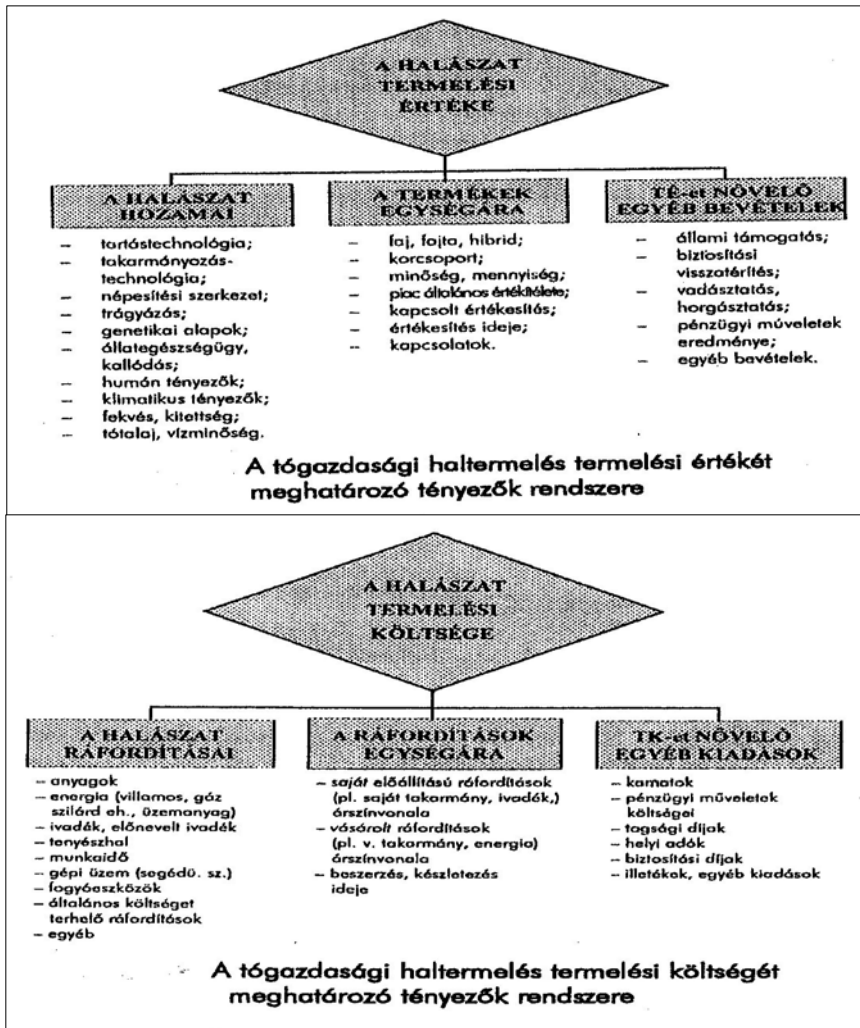 A HALÁSZAT
TERMELÉSI
ÉRTÉKE
A HALÁSZAT
HOZAMAI
– tartástechnológia;
– takarmányozás-
technológia;
– népesítési szerkezet;
– trágyázás;
– genetikai alapok;
– állategészségügy,
kallódás;
– humán tényezők;
– klimatikus tényezők;
– fekvés, kitettség;
– tótalaj, vízminőség.
A TERMÉKEK
EGYSÉGÁRA
– faj, fajta, hibrid;
– korcsoport;
– minőség, mennyiség;
– piac általános értékítélete;
– kapcsolt értékesítés;
– értékesítés ideje;
– kapcsolatok.
TÉ-et NÖVELŐ
EGYÉB BEVÉTELEK
– állami támogatás;
– biztosítási
visszatérítés;
– vadásztatás,
horgásztatás;
– pénzügyi műveletek
eredménye;
– egyéb bevételek.
A tógazdasági haltermelés termelési értékét
meghatározó tényezők rendszere
A HALÁSZAT
TERMELÉSI
KÖLTSÉGE
A HALÁSZAT
RÁFORDÍTÁSAI
– anyagok
– energia (villamos, gáz
szilárd eh., üzemanyag)
– ivadék, előnevelt ivadék
– tenyészhal
– munkaidő
– gépi üzem (segédü. sz.)
– fogyóeszközök
– általános költséget
terhelő ráfordítások
– egyéb
A RÁFORDÍTÁSOK
EGYSÉGÁRA
– saját előállítású ráfordítások
(pl. saját takarmány, ivadék,)
árszínvonala
– vásárolt ráfordítások
(pl. v. takarmány, energia)
árszínvonala
– beszerzés, készletezés
ideje
TK-et NÖVELŐ
EGYÉB KIADÁSOK
– kamatok
– pénzügyi műveletek
költségei
– tagsági díjak
– helyi adók
– biztosítási díjak
– illetékek, egyéb kiadások
A tógazdasági haltermelés termelési költségét
meghatározó tényezők rendszere